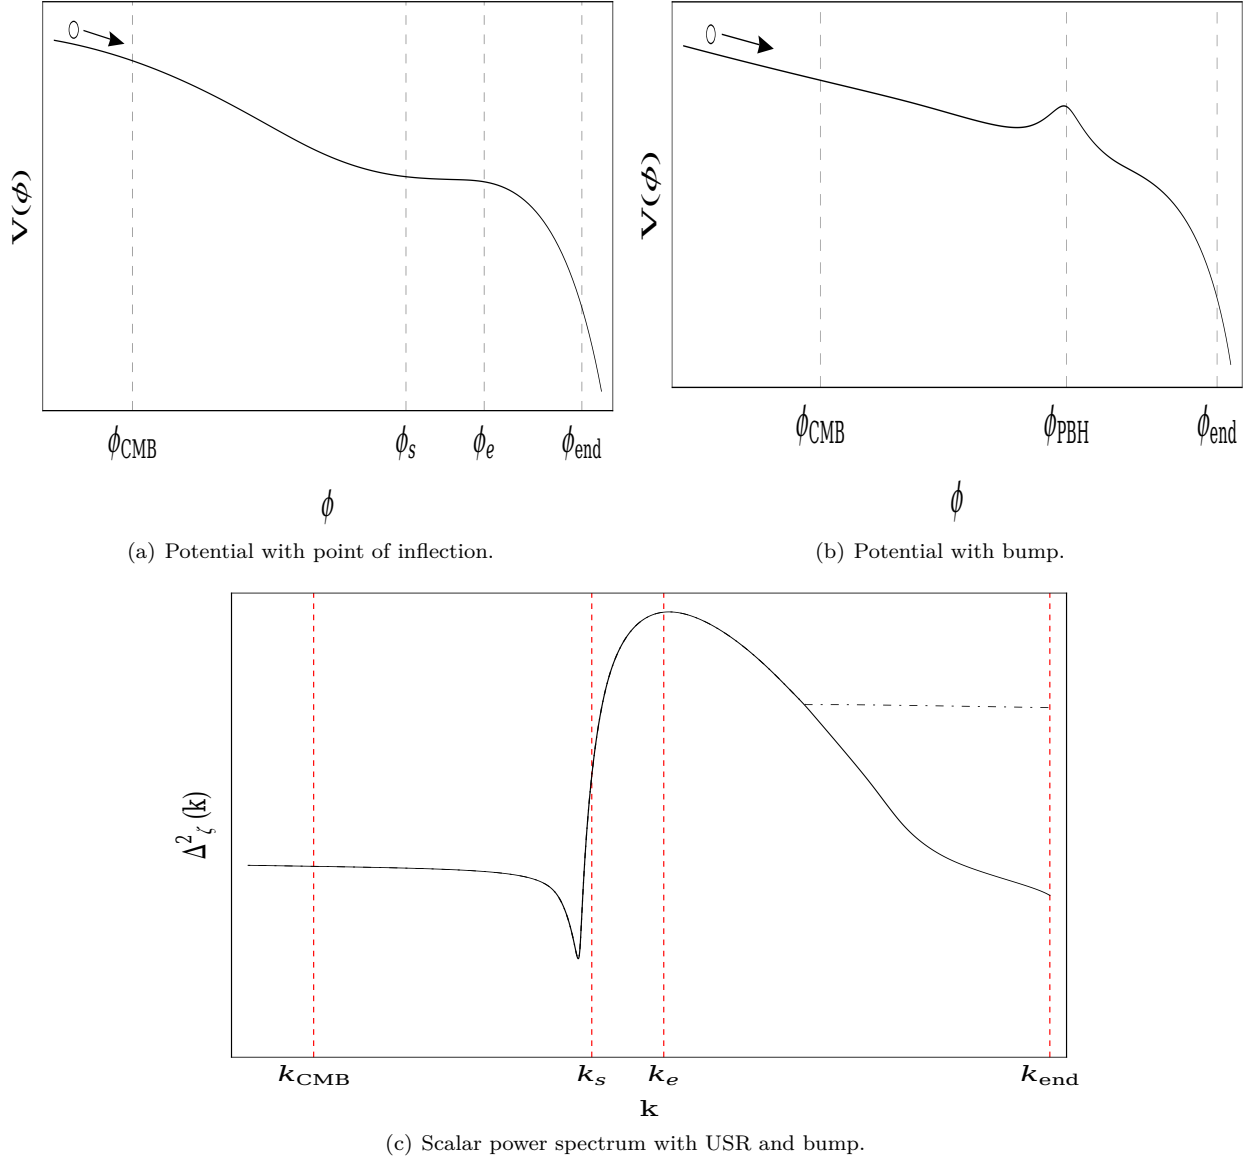 V(ϕ)
ϕCMB ϕs ϕe ϕend
ϕ
(a) Potential with point of inflection.
V(ϕ)
ϕCMB ϕPBH ϕend
ϕ
(b) Potential with bump.
Δ²ζ (k)
kCMB ks ke kend
k
(c) Scalar power spectrum with USR and bump.